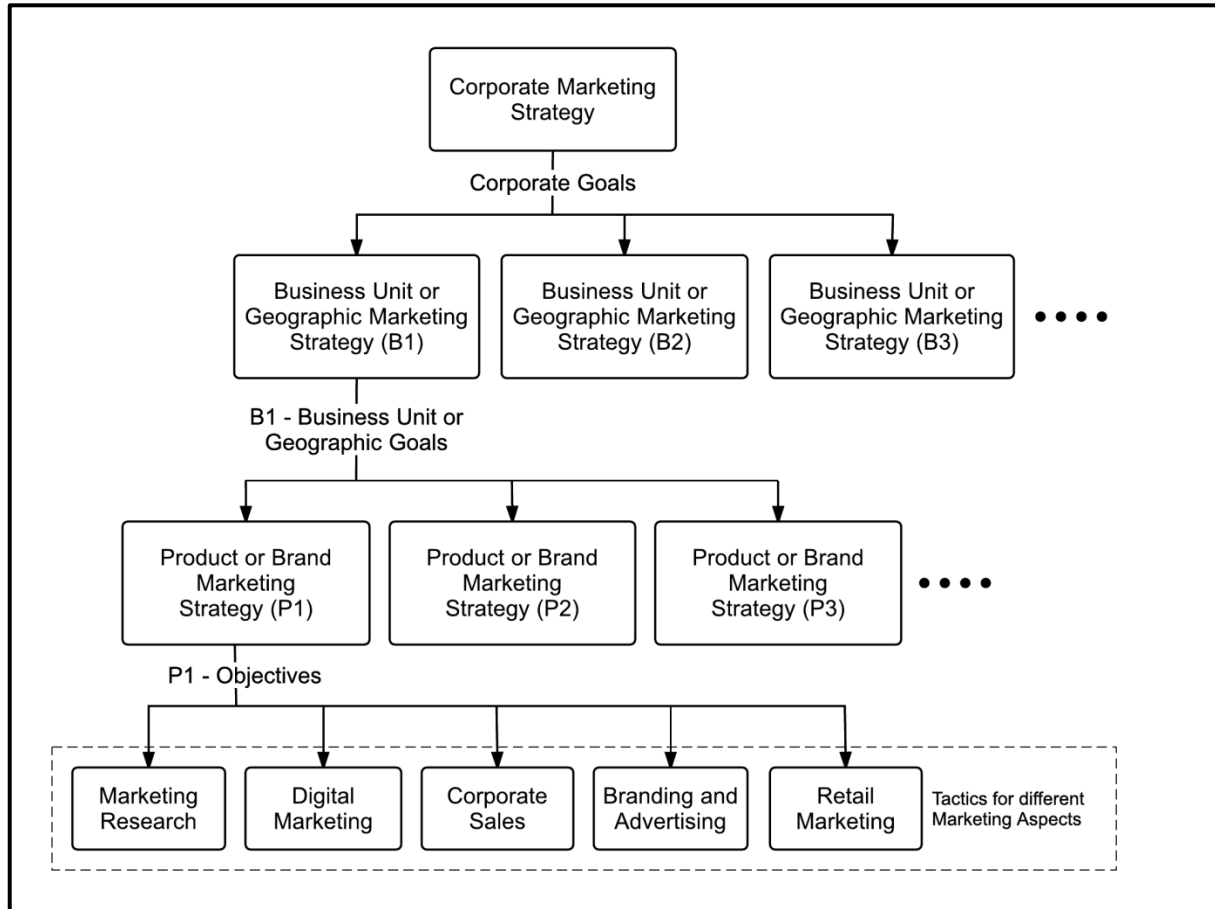 Corporate Marketing
Strategy
Corporate Goals
Business Unit or
Geographic Marketing
Strategy (B1)
Business Unit or
Geographic Marketing
Strategy (B2)
Business Unit or
Geographic Marketing
Strategy (B3)
B1 - Business Unit or
Geographic Goals
Product or Brand
Marketing
Strategy (P1)
Product or Brand
Marketing
Strategy (P2)
Product or Brand
Marketing
Strategy (P3)
P1 - Objectives
Marketing
Research
Digital
Marketing
Corporate
Sales
Branding and
Advertising
Retail
Marketing
Tactics for different
Marketing Aspects